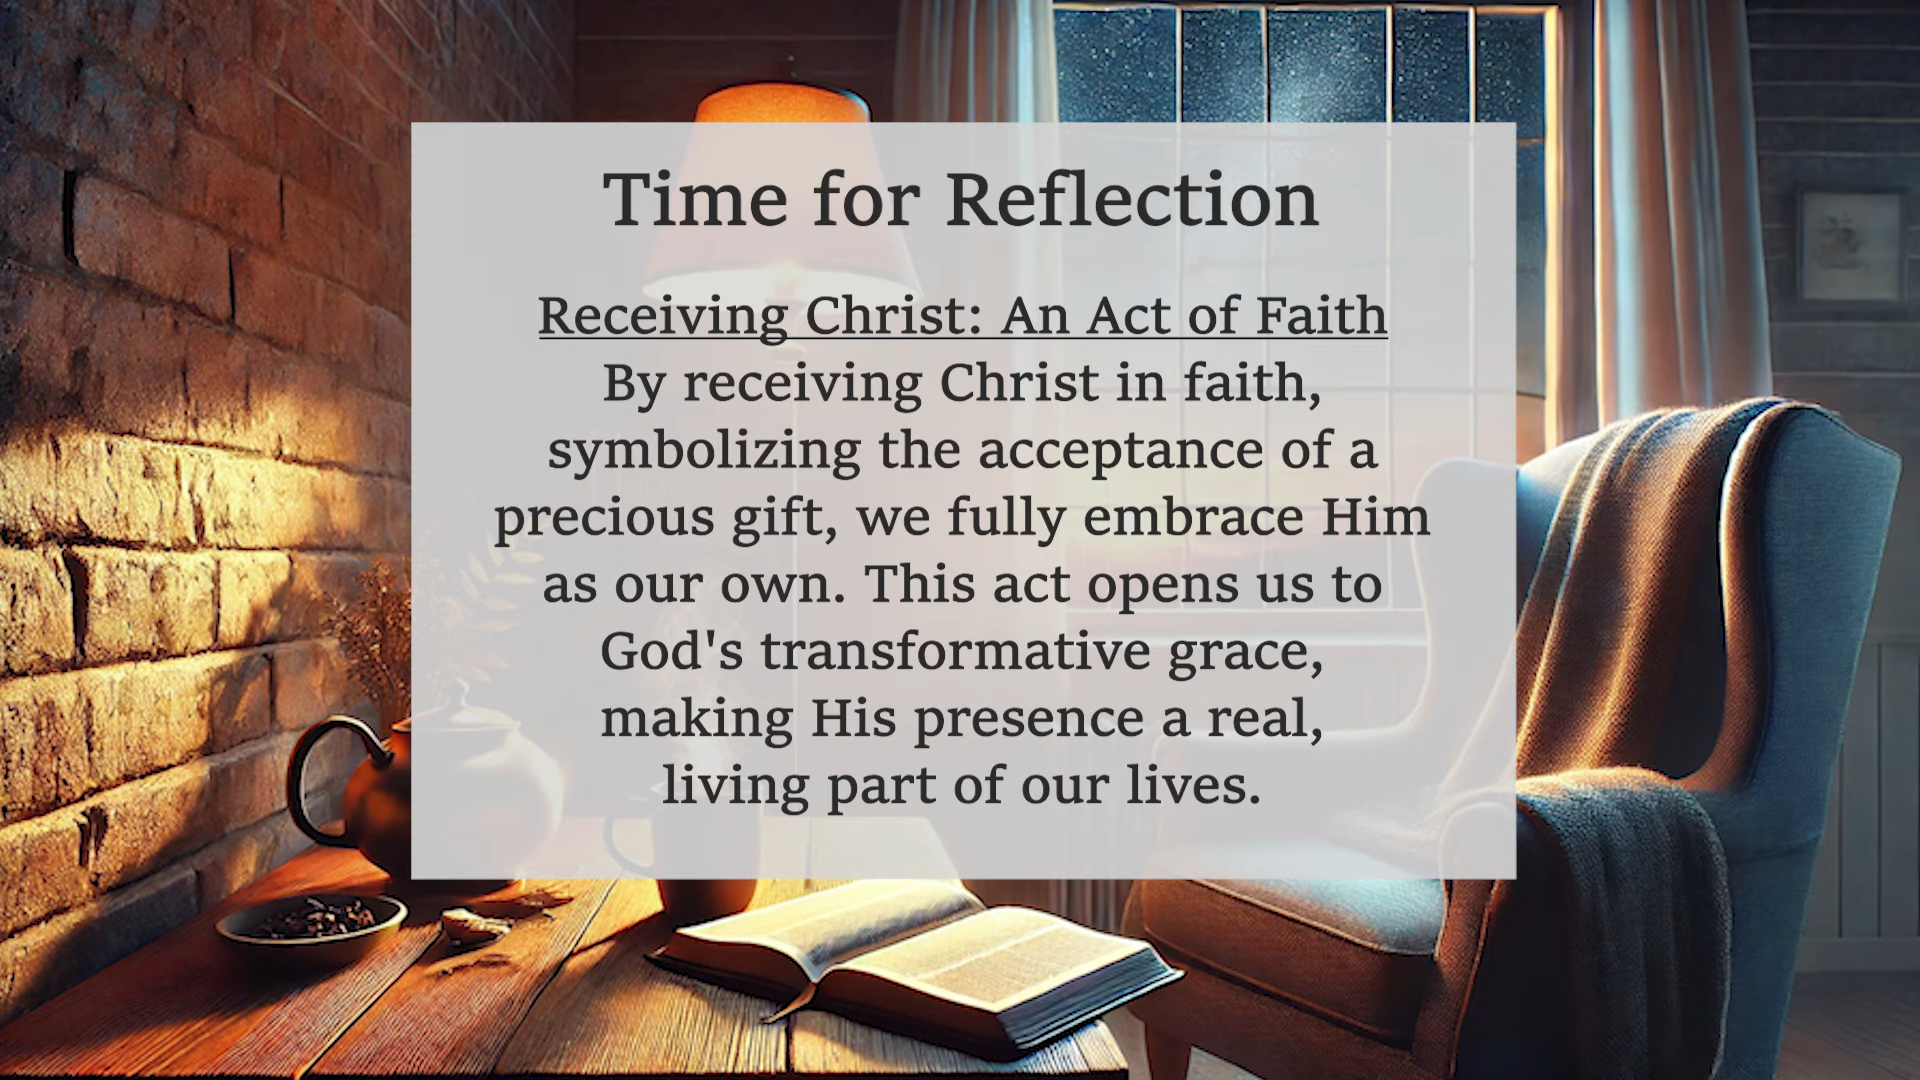 Time for Reflection
Receiving Christ: An Act of Faith
By receiving Christ in faith,
symbolizing the acceptance of a
precious gift, we fully embrace Him
as our own. This act opens us to
God's transformative grace,
making His presence a real,
living part of our lives.